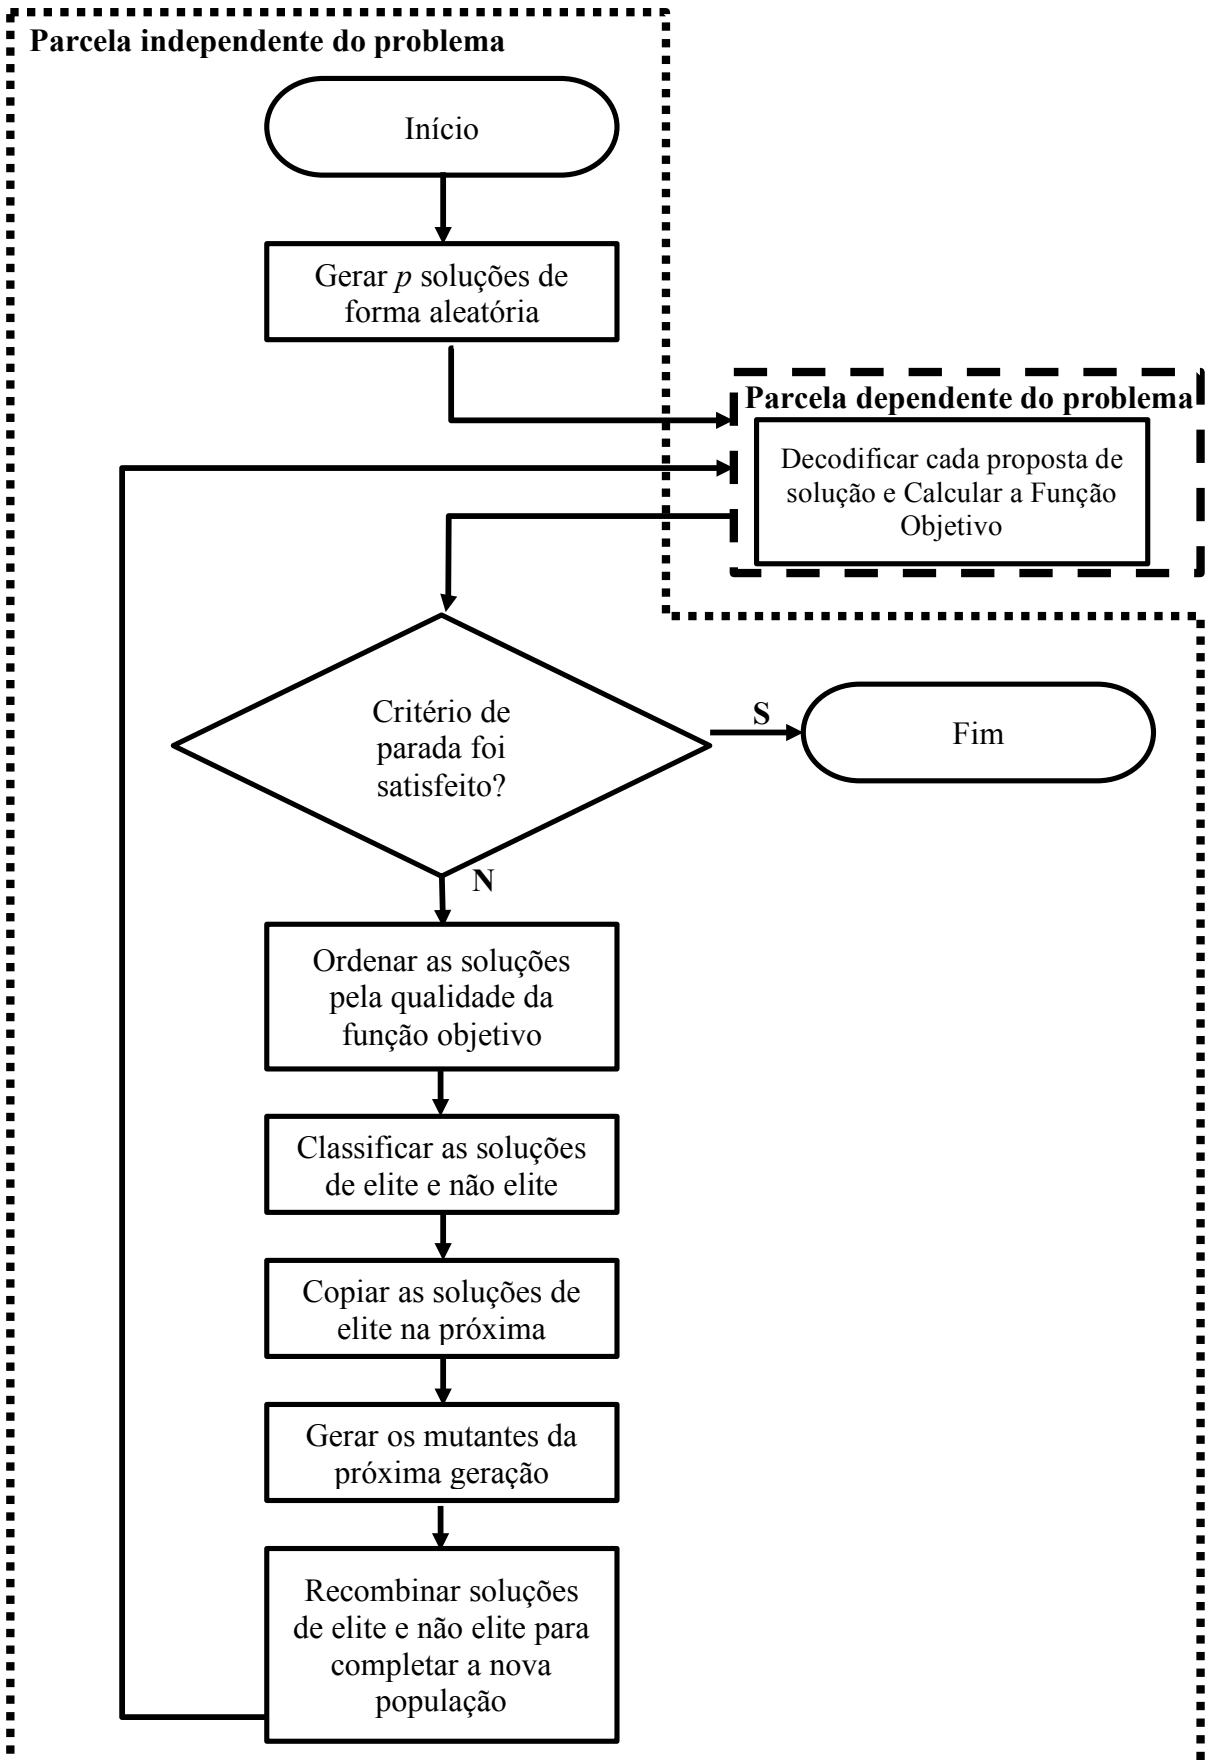 Parcela independente do problema
Início
Gerar p soluções de
forma aleatória
Parcela dependente do problema
Decodificar cada proposta de
solução e Calcular a Função
Objetivo
Critério de
parada foi
satisfeito?
S
Fim
N
Ordenar as soluções
pela qualidade da
função objetivo
Classificar as soluções
de elite e não elite
Copiar as soluções de
elite na próxima
Gerar os mutantes da
próxima geração
Recombinar soluções
de elite e não elite para
completar a nova
população